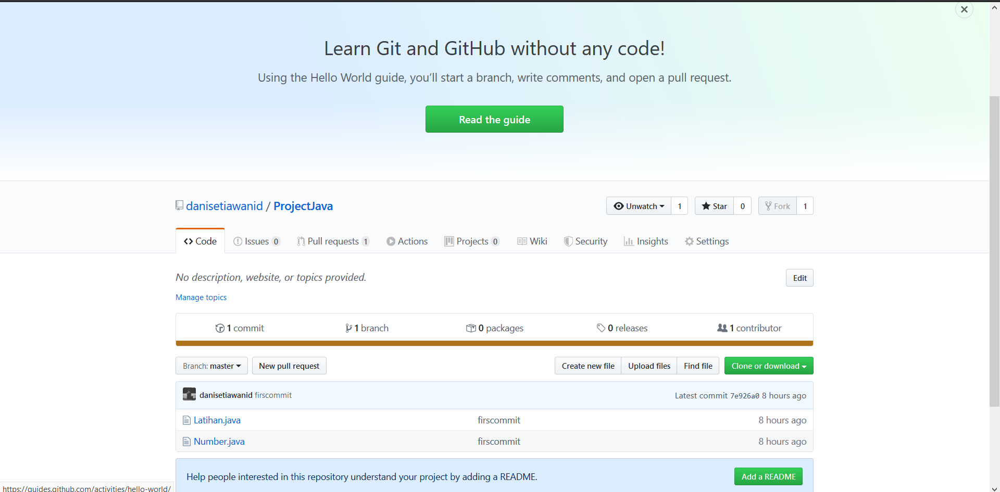 Learn Git and GitHub without any code!
Using the Hello World guide, you’ll start a branch, write comments, and open a pull request.
Read the guide
danisetiawanid / ProjectJava
Unwatch 1 Star 0 Fork 1
Code Issues 0 Pull requests 1 Actions Projects 0 Wiki Security Insights Settings
No description, website, or topics provided. Edit
Manage topics
1 commit 1 branch 0 packages 0 releases 1 contributor
Branch: master New pull request Create new file Upload files Find file Clone or download
danisetiawanid firscommit Latest commit 7e926a0 8 hours ago
Latihan.java firscommit 8 hours ago
Number.java firscommit 8 hours ago
Help people interested in this repository understand your project by adding a README. Add a README
https://guides.github.com/activities/hello-world/